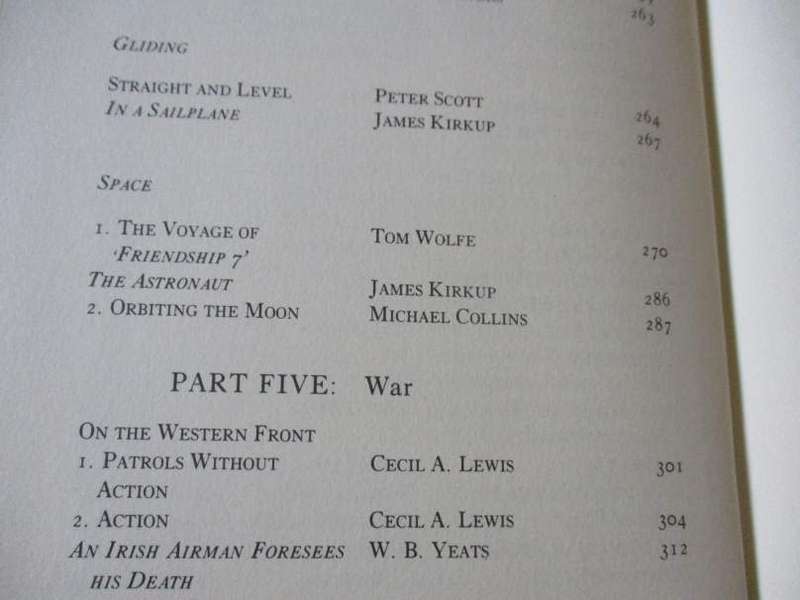 263
GLIDING
STRAIGHT AND LEVEL PETER SCOTT 264
IN A SAILPLANE JAMES KIRKUP 267
SPACE
1. THE VOYAGE OF TOM WOLFE 270
'FRIENDSHIP 7'
THE ASTRONAUT JAMES KIRKUP 286
2. ORBITING THE MOON MICHAEL COLLINS 287
PART FIVE: War
ON THE WESTERN FRONT
1. PATROLS WITHOUT CECIL A. LEWIS 301
ACTION
2. ACTION CECIL A. LEWIS 304
AN IRISH AIRMAN FORESEES W. B. YEATS 312
HIS DEATH